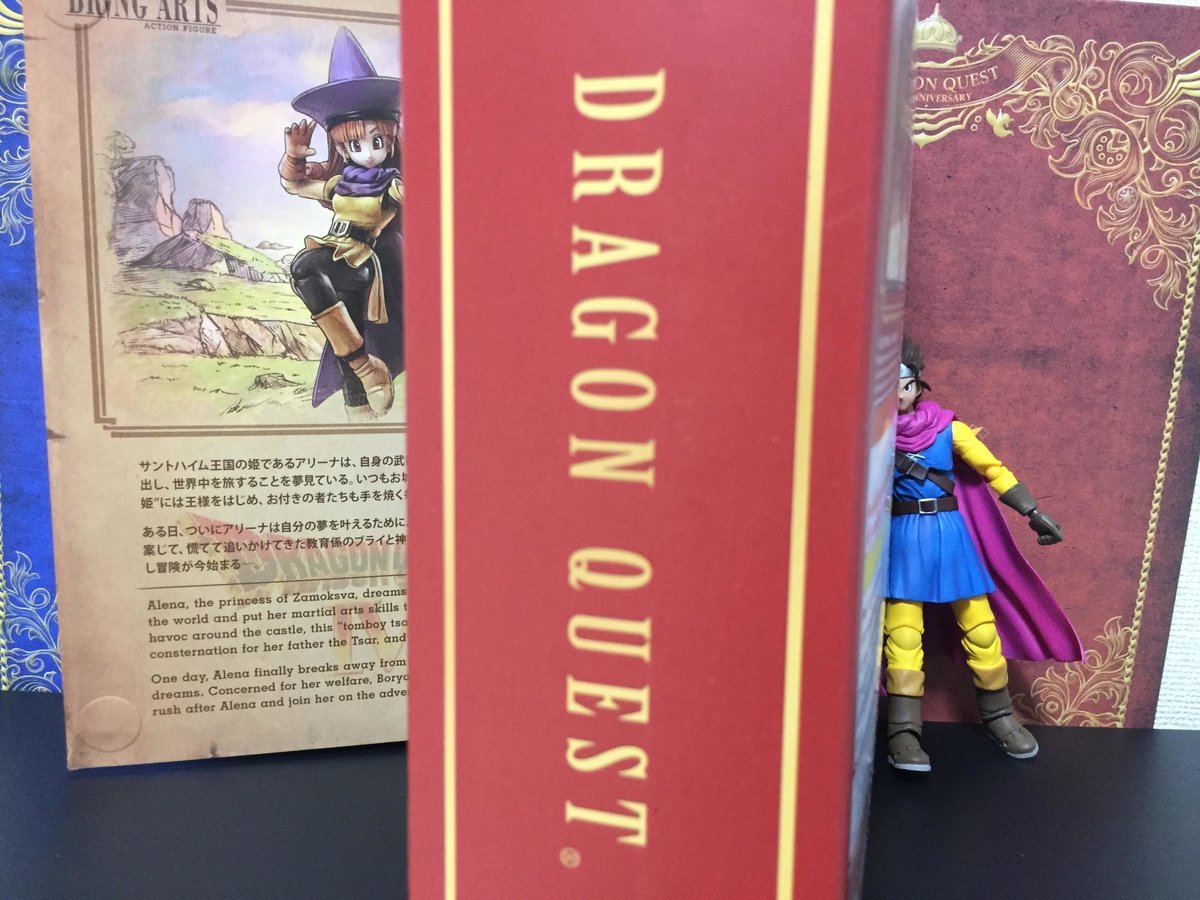 BRING ARTS
ACTION FIGURE
サントハイム王国の姫であるアリーナは、自身の武
出し、世界中を旅することを夢見ている。いつもお
姫”には王様をはじめ、お付きの者たちも手を焼く
ある日、ついにアリーナは自分の夢を叶えるために、
案じて、慌てて追いかけてきた教育係のブライと神
し冒険が今始まる―
DRAGON
IV
Alena, the princess of Zamoksva, dreams
the world and put her martial arts skills t
havoc around the castle, this “tomboy tsa
consternation for her father the Tsar, and
One day, Alena finally breaks away from
dreams. Concerned for her welfare, Borya
rush after Alena and join her on the adve
DRAGON QUEST®
ON QUEST
NNIVERSARY